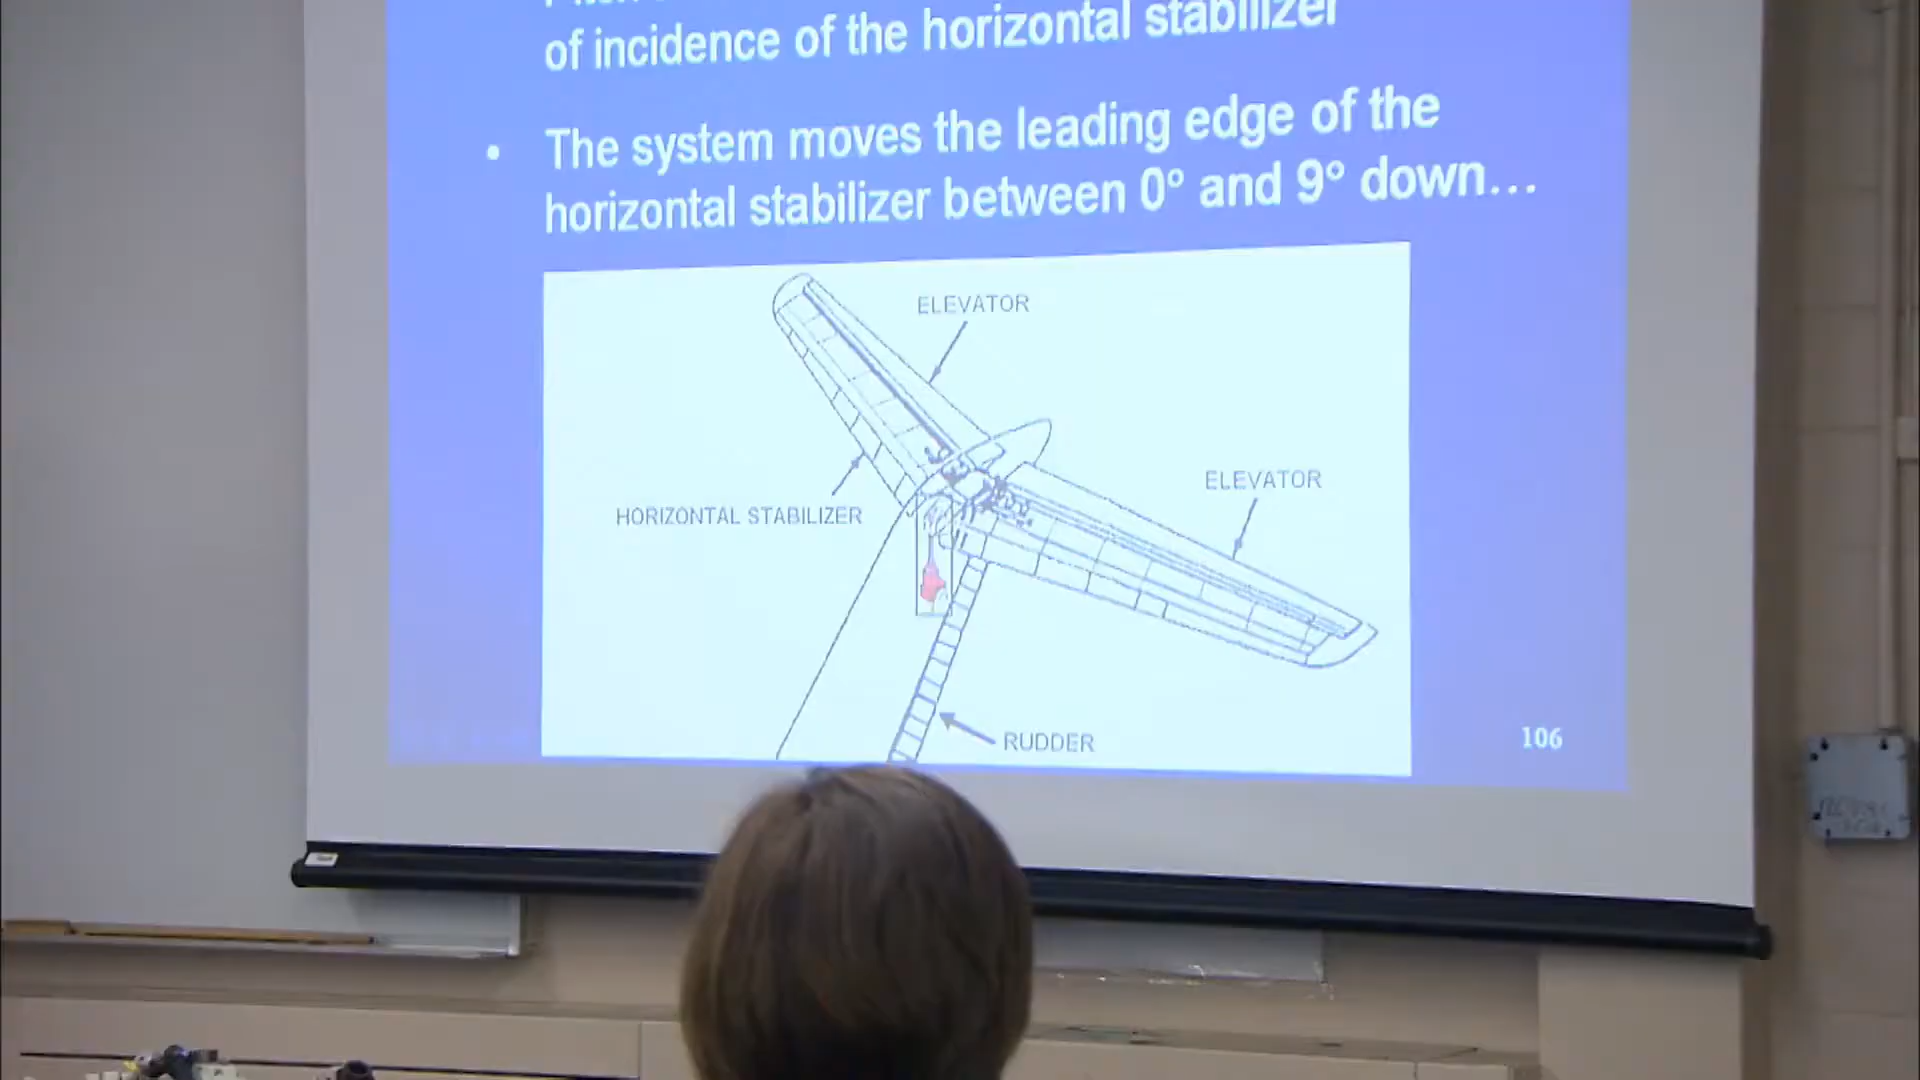 of incidence of the horizontal stabilizer
• The system moves the leading edge of the
horizontal stabilizer between 0° and 9° down…
ELEVATOR
ELEVATOR
HORIZONTAL STABILIZER
RUDDER
106